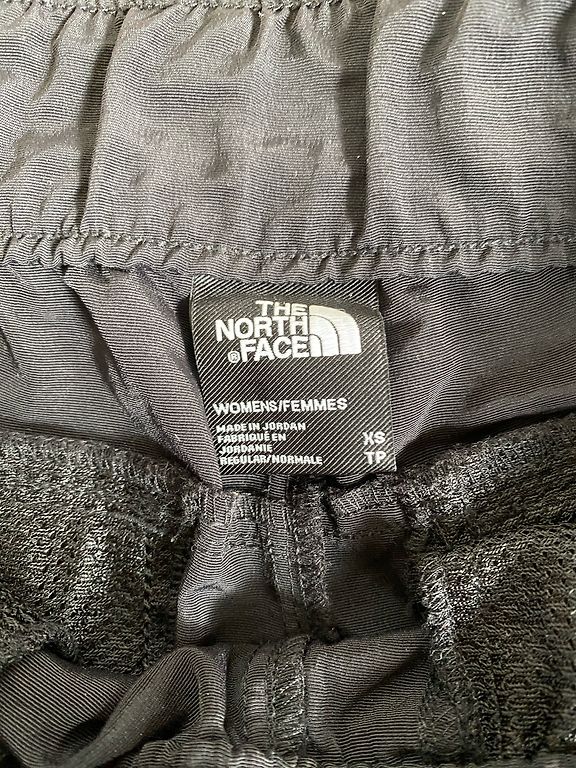 THE
NORTH
® FACE
WOMENS/FEMMES
MADE IN JORDAN
FABRIQUÉ EN
JORDANIE
REGULAR/NORMALE
XS
TP